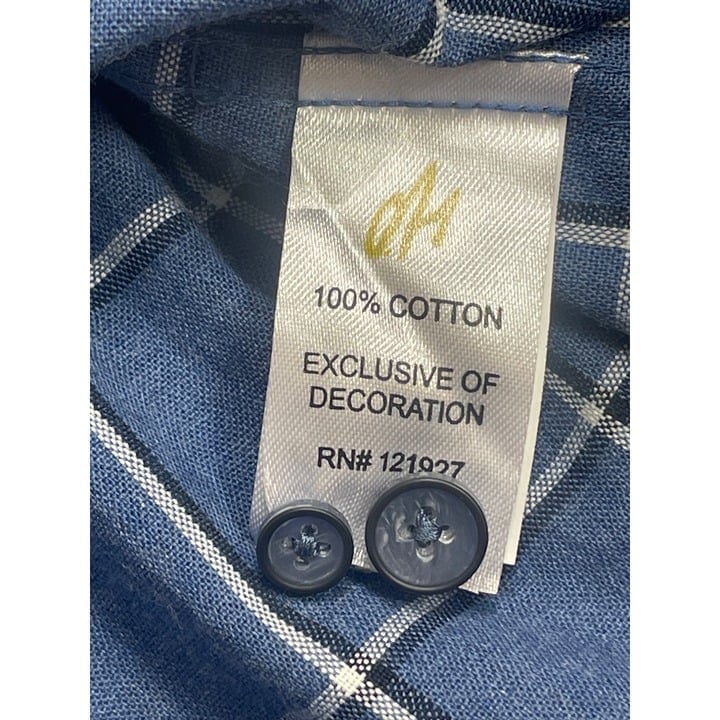 100% COTTON
EXCLUSIVE OF
DECORATION
RN# 121927